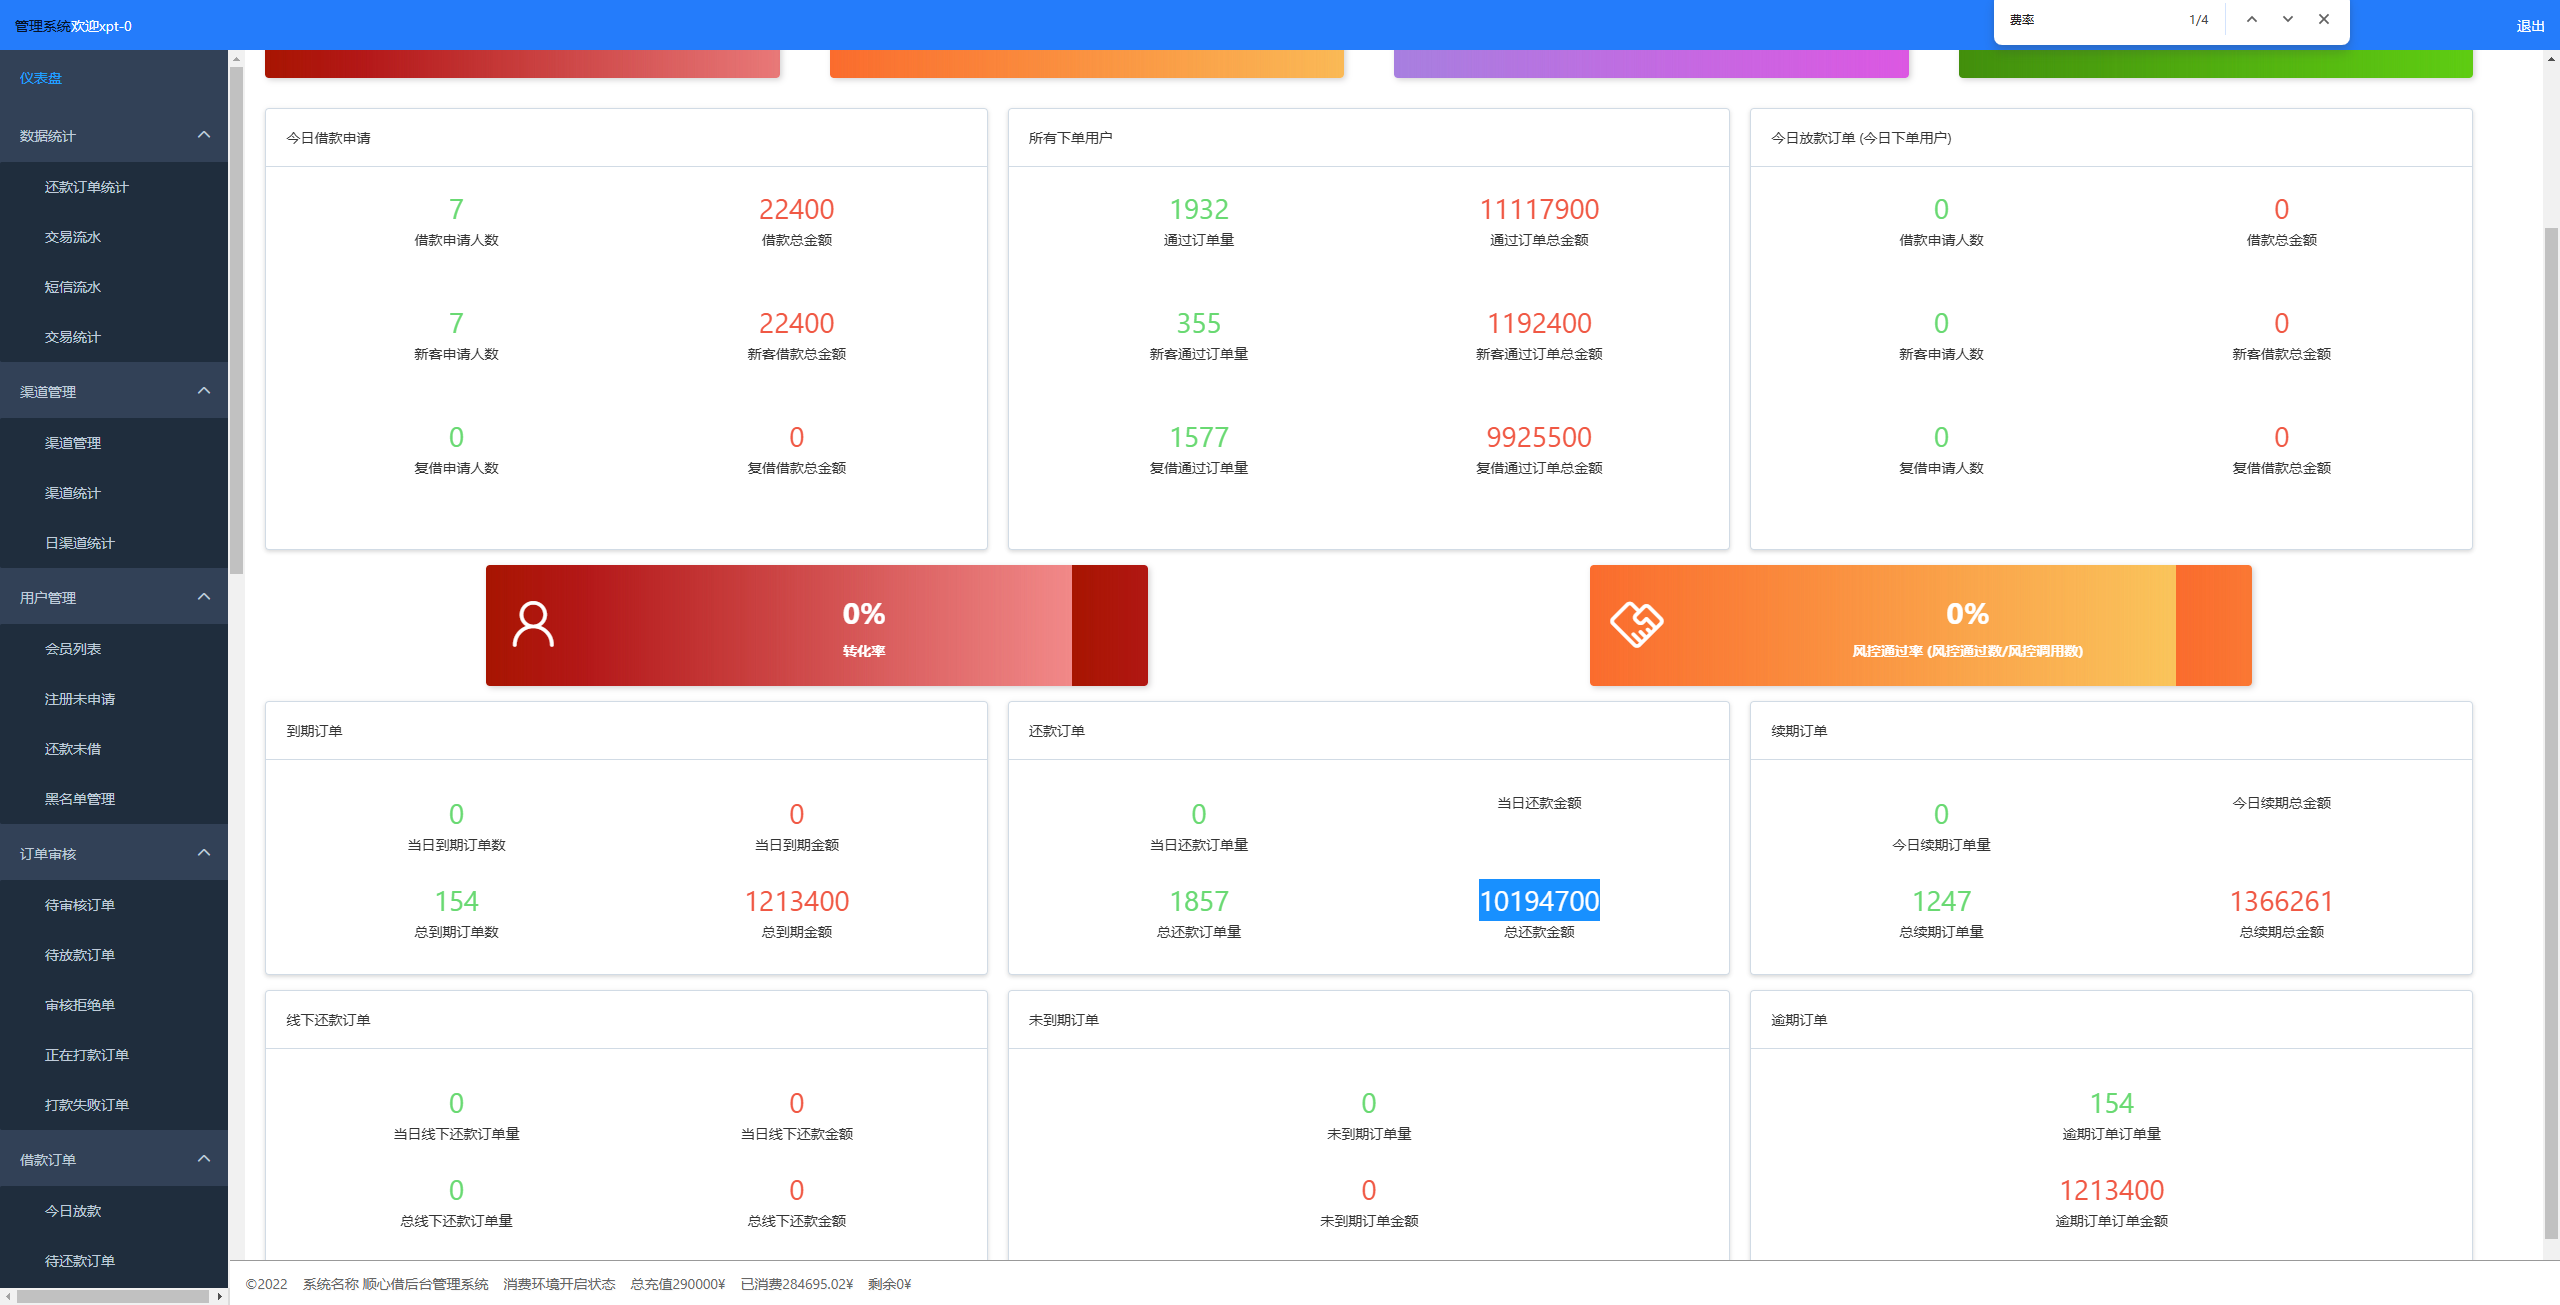 管理系统欢迎xpt-0
费率
1/4
退出
仪表盘
数据统计
还款订单统计
交易流水
短信流水
交易统计
渠道管理
渠道管理
渠道统计
日渠道统计
用户管理
会员列表
注册未申请
还款未借
黑名单管理
订单审核
待审核订单
待放款订单
审核拒绝单
正在打款订单
打款失败订单
借款订单
今日放款
待还款订单
今日借款申请
7
借款申请人数
22400
借款总金额
7
新客申请人数
22400
新客借款总金额
0
复借申请人数
0
复借借款总金额
所有下单用户
1932
通过订单量
11117900
通过订单总金额
355
新客通过订单量
1192400
新客通过订单总金额
1577
复借通过订单量
9925500
复借通过订单总金额
今日放款订单 (今日下单用户)
0
借款申请人数
0
借款总金额
0
新客申请人数
0
新客借款总金额
0
复借申请人数
0
复借借款总金额
0%
转化率
0%
风控通过率 (风控通过数/风控调用数)
到期订单
0
当日到期订单数
0
当日到期金额
154
总到期订单数
1213400
总到期金额
还款订单
0
当日还款订单量
当日还款金额
1857
总还款订单量
10194700
总还款金额
续期订单
0
今日续期订单量
今日续期总金额
1247
总续期订单量
1366261
总续期总金额
线下还款订单
0
当日线下还款订单量
0
当日线下还款金额
0
总线下还款订单量
0
总线下还款金额
未到期订单
0
未到期订单量
0
未到期订单金额
逾期订单
154
逾期订单订单量
1213400
逾期订单订单金额
©2022 系统名称 顺心借后台管理系统 消费环境开启状态 总充值290000¥ 已消费284695.02¥ 剩余0¥